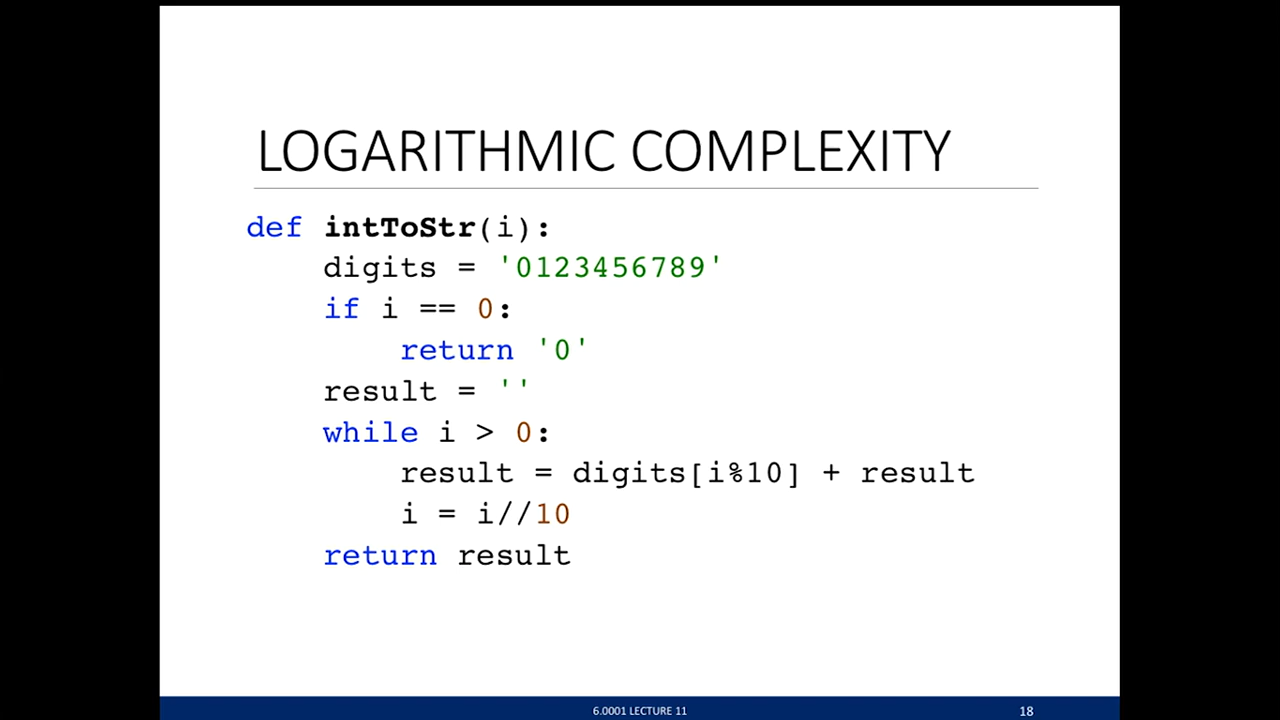 LOGARITHMIC COMPLEXITY
def intToStr(i):
    digits = '0123456789'
    if i == 0:
        return '0'
    result = ''
    while i > 0:
        result = digits[i%10] + result
        i = i//10
    return result
6.0001 LECTURE 11
18